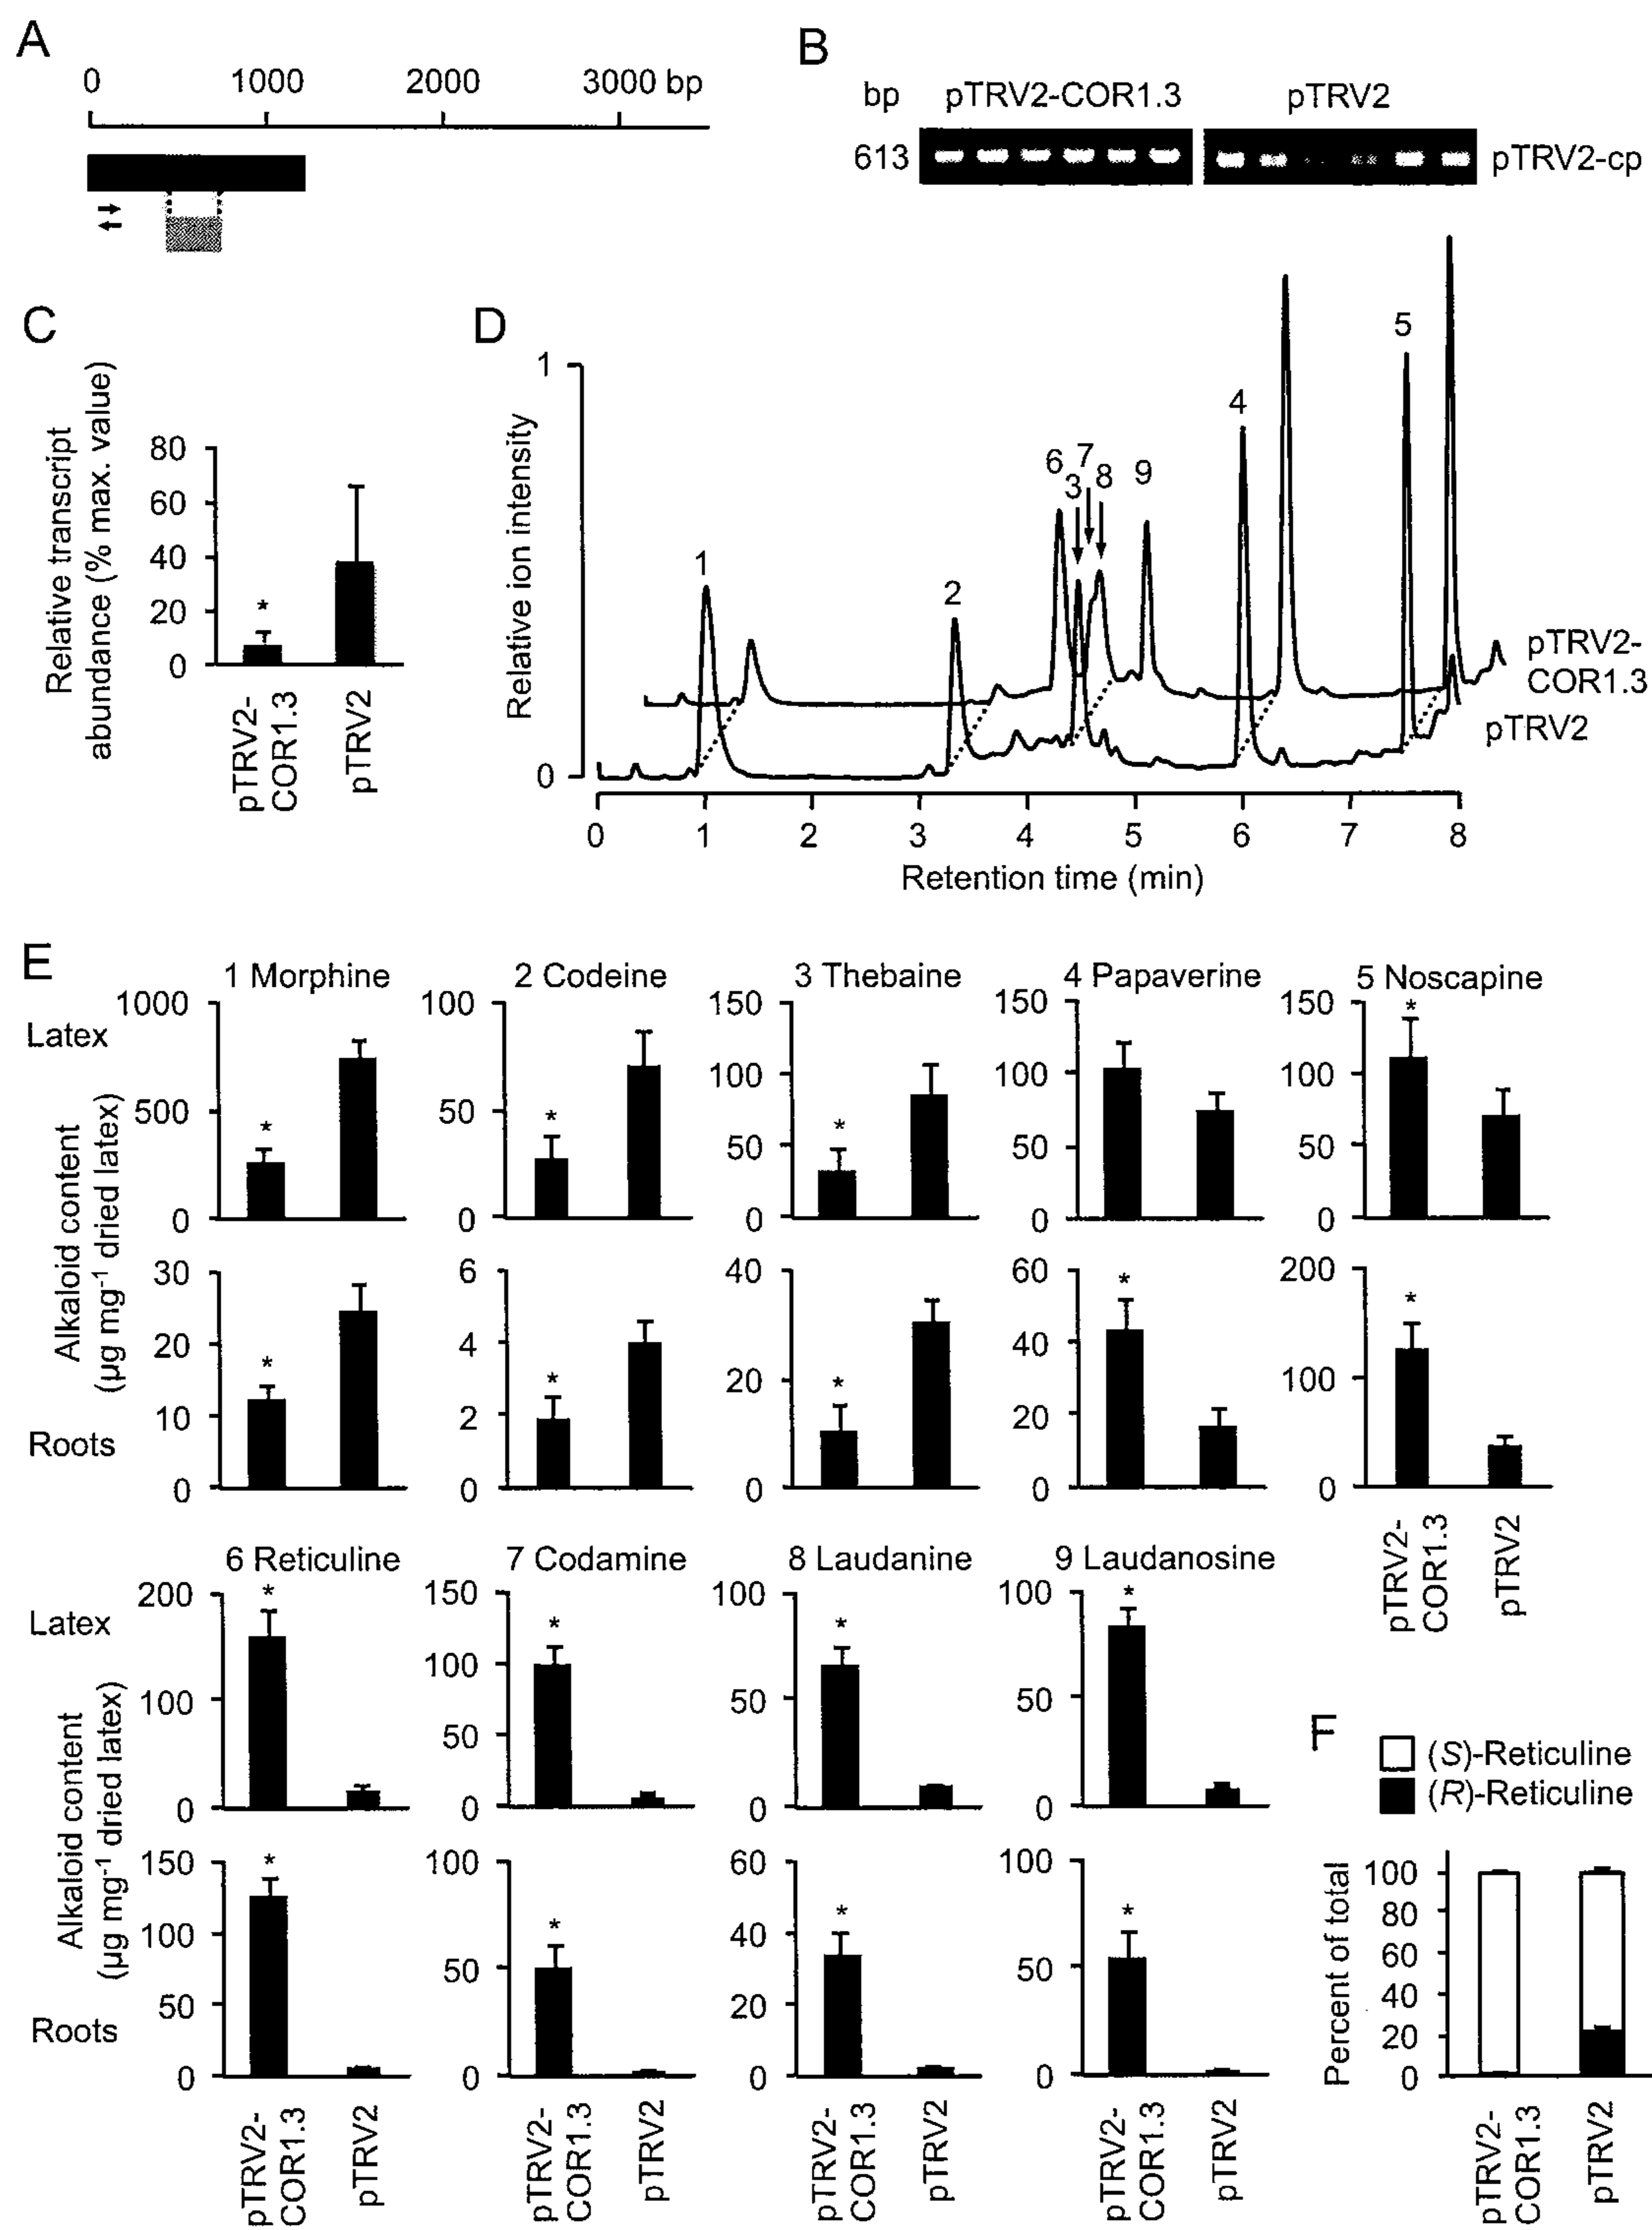 A
0 1000 2000 3000 bp
B
bp pTRV2-COR1.3 pTRV2
613 pTRV2-cp
C
Relative transcript
abundance (% max. value)
80
60
40
20
0
*
pTRV2-
COR1.3
pTRV2
D
Relative ion intensity
1
0
1
2
6
3
7
8
9
4
5
pTRV2-
COR1.3
pTRV2
0 1 2 3 4 5 6 7 8
Retention time (min)
E
Latex
Alkaloid content
(µg mg-1 dried latex)
Roots
1 Morphine
1000
500
0
*
30
20
10
0
*
2 Codeine
100
50
0
*
6
4
2
0
*
3 Thebaine
150
100
50
0
*
40
20
0
*
4 Papaverine
150
100
50
0
60
40
20
0
*
5 Noscapine
150
100
50
0
*
200
100
0
*
pTRV2-
COR1.3
pTRV2
Latex
Alkaloid content
(µg mg-1 dried latex)
Roots
6 Reticuline
200
100
0
*
150
100
50
0
*
pTRV2-
COR1.3
pTRV2
7 Codamine
150
100
50
0
*
100
50
0
*
pTRV2-
COR1.3
pTRV2
8 Laudanine
100
50
0
*
60
40
20
0
*
pTRV2-
COR1.3
pTRV2
9 Laudanosine
100
50
0
*
100
50
0
*
pTRV2-
COR1.3
pTRV2
F
(S)-Reticuline
(R)-Reticuline
Percent of total
100
80
60
40
20
0
pTRV2-
COR1.3
pTRV2